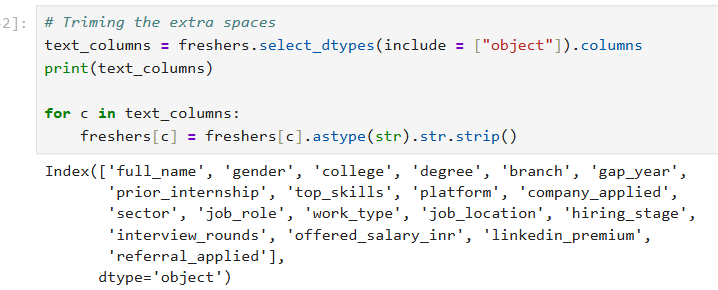 2]:
# Triming the extra spaces
text_columns = freshers.select_dtypes(include = ["object"]).columns
print(text_columns)
for c in text_columns:
    freshers[c] = freshers[c].astype(str).str.strip()
Index(['full_name', 'gender', 'college', 'degree', 'branch', 'gap_year',
       'prior_internship', 'top_skills', 'platform', 'company_applied',
       'sector', 'job_role', 'work_type', 'job_location', 'hiring_stage',
       'interview_rounds', 'offered_salary_inr', 'linkedin_premium',
       'referral_applied'],
      dtype='object')